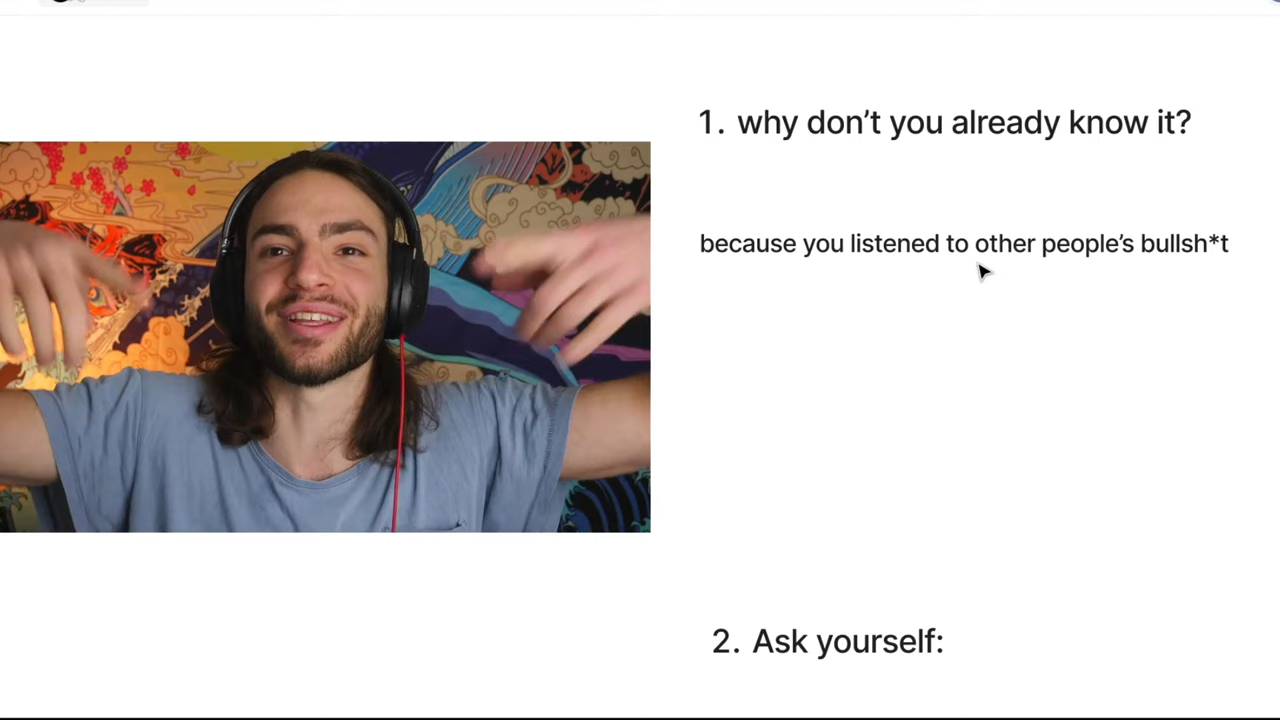 1. why don’t you already know it?
because you listened to other people’s bullsh*t
2. Ask yourself: